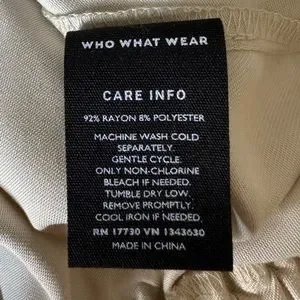 WHO WHAT WEAR
CARE INFO
92% RAYON 8% POLYESTER
MACHINE WASH COLD
SEPARATELY.
GENTLE CYCLE.
ONLY NON-CHLORINE
BLEACH IF NEEDED.
TUMBLE DRY LOW.
REMOVE PROMPTLY.
COOL IRON IF NEEDED.
RN 17730 VN 1343630
MADE IN CHINA